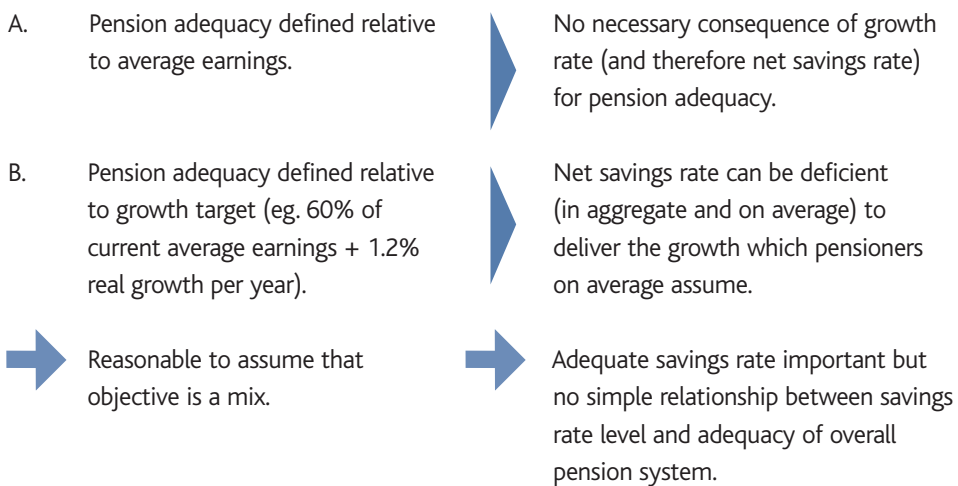 A. Pension adequacy defined relative
to average earnings.
No necessary consequence of growth
rate (and therefore net savings rate)
for pension adequacy.
B. Pension adequacy defined relative
to growth target (eg. 60% of
current average earnings + 1.2%
real growth per year).
Net savings rate can be deficient
(in aggregate and on average) to
deliver the growth which pensioners
on average assume.
Reasonable to assume that
objective is a mix.
Adequate savings rate important but
no simple relationship between savings
rate level and adequacy of overall
pension system.